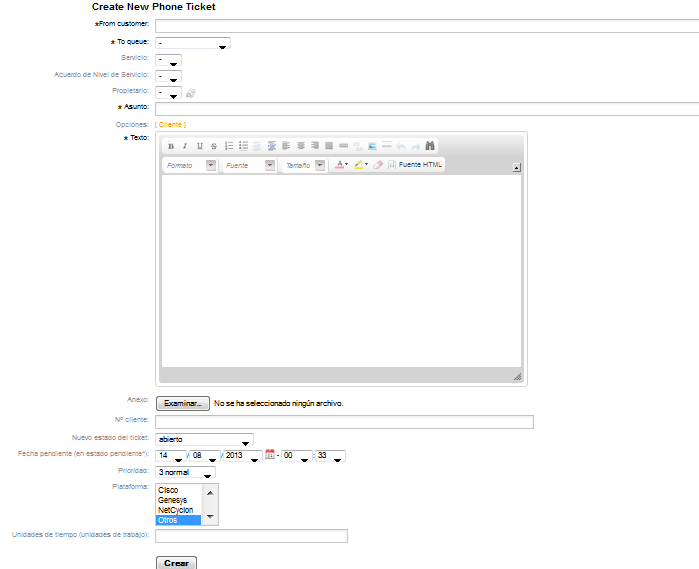 Create New Phone Ticket
*From customer:
* To queue: -
Servicio: -
Acuerdo de Nivel de Servicio: -
Propietario: -
* Asunto:
Opciones: [ Cliente ]
* Texto:
B I U S
Formato Fuente Tamaño A Fuente HTML
Anexo: Examinar... No se ha seleccionado ningún archivo.
Nº cliente:
Nuevo estado del ticket: abierto
Fecha pendiente (en estado pendiente*): 14 / 08 / 2013 - 00 : 33
Prioridad: 3 normal
Plataforma:
Cisco
Genesys
NetCyclon
Otros
Unidades de tiempo (unidades de trabajo):
Crear